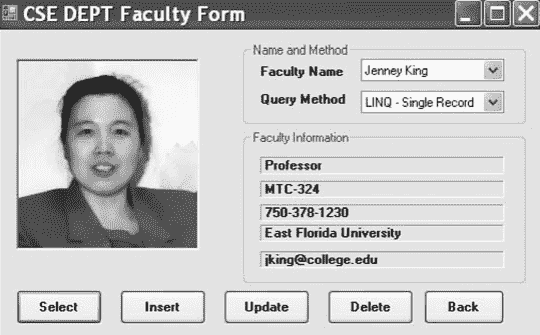 CSE DEPT Faculty Form
Name and Method
Faculty Name Jenney King
Query Method LINQ - Single Record
Faculty Information
Professor
MTC-324
750-378-1230
East Florida University
jking@college.edu
Select Insert Update Delete Back